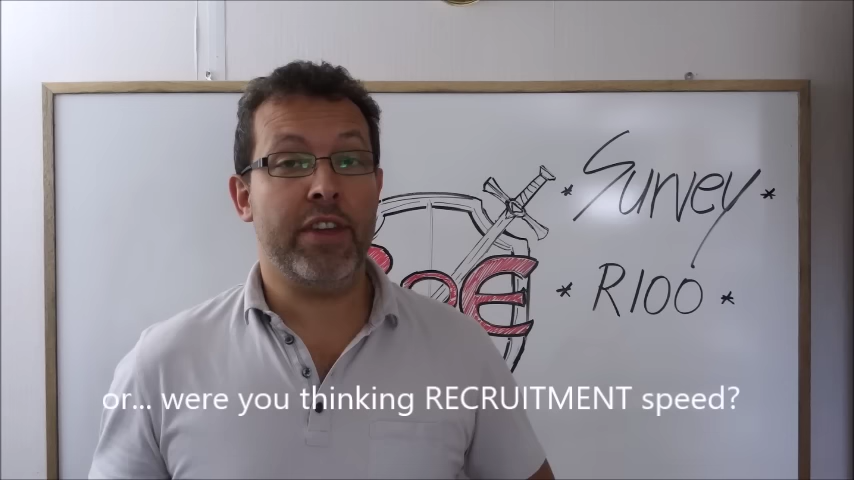 * Survey *
* R100 *
or... were you thinking RECRUITMENT speed?